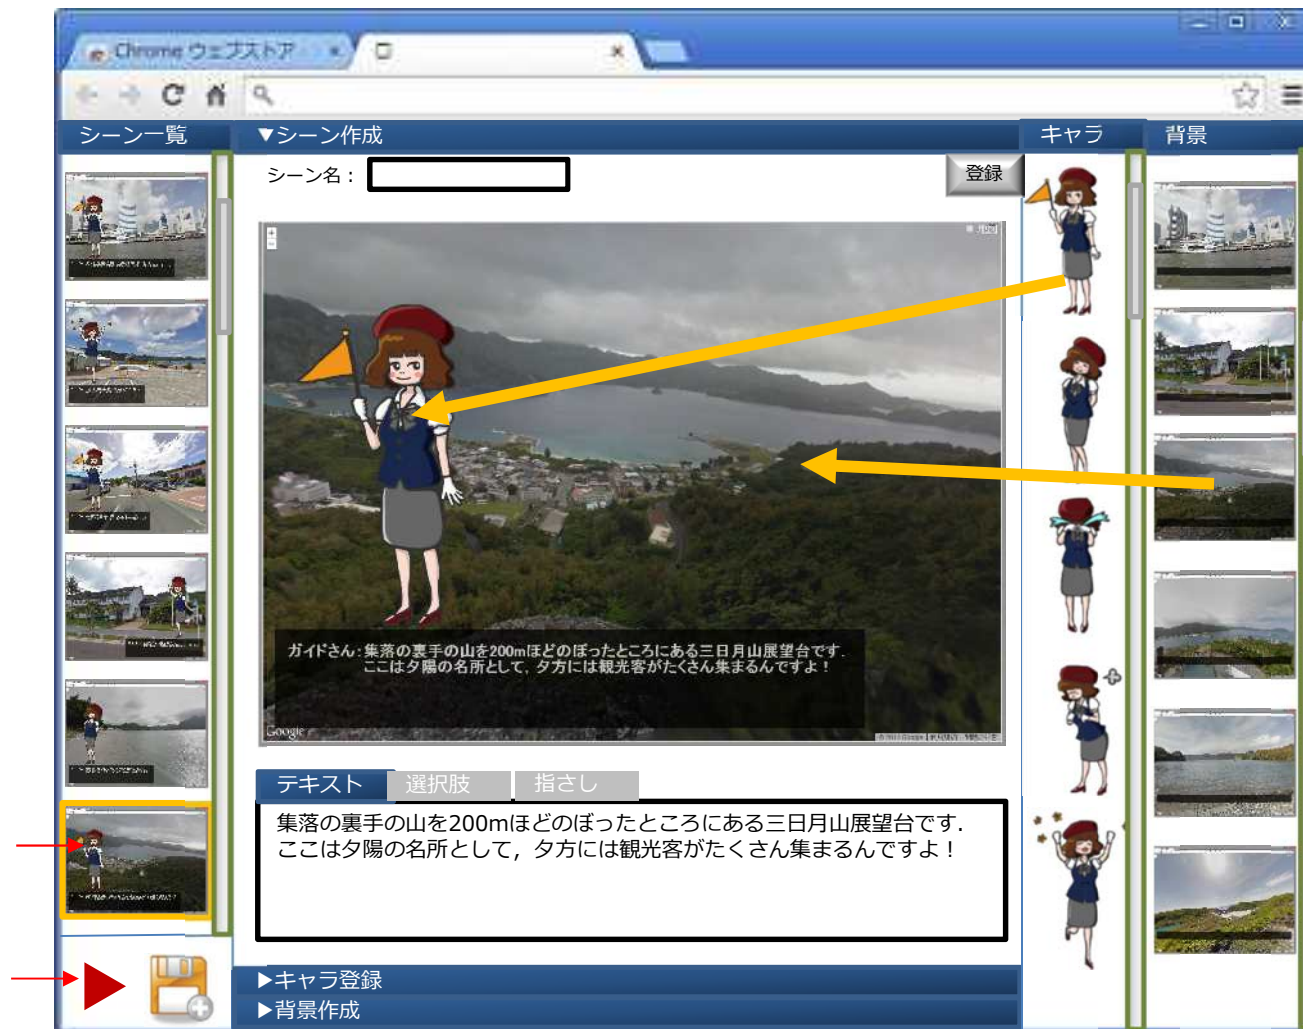 Chrome ウェブストア
シーン一覧
▼シーン作成
キャラ
背景
シーン名：
登録
ガイドさん：集落の裏手の山を200mほどのぼったところにある三日月山展望台です．
ここは夕陽の名所として，夕方には観光客がたくさん集まるんですよ！
Google
テキスト
選択肢
指さし
集落の裏手の山を200mほどのぼったところにある三日月山展望台です．
ここは夕陽の名所として，夕方には観光客がたくさん集まるんですよ！
▶キャラ登録
▶背景作成